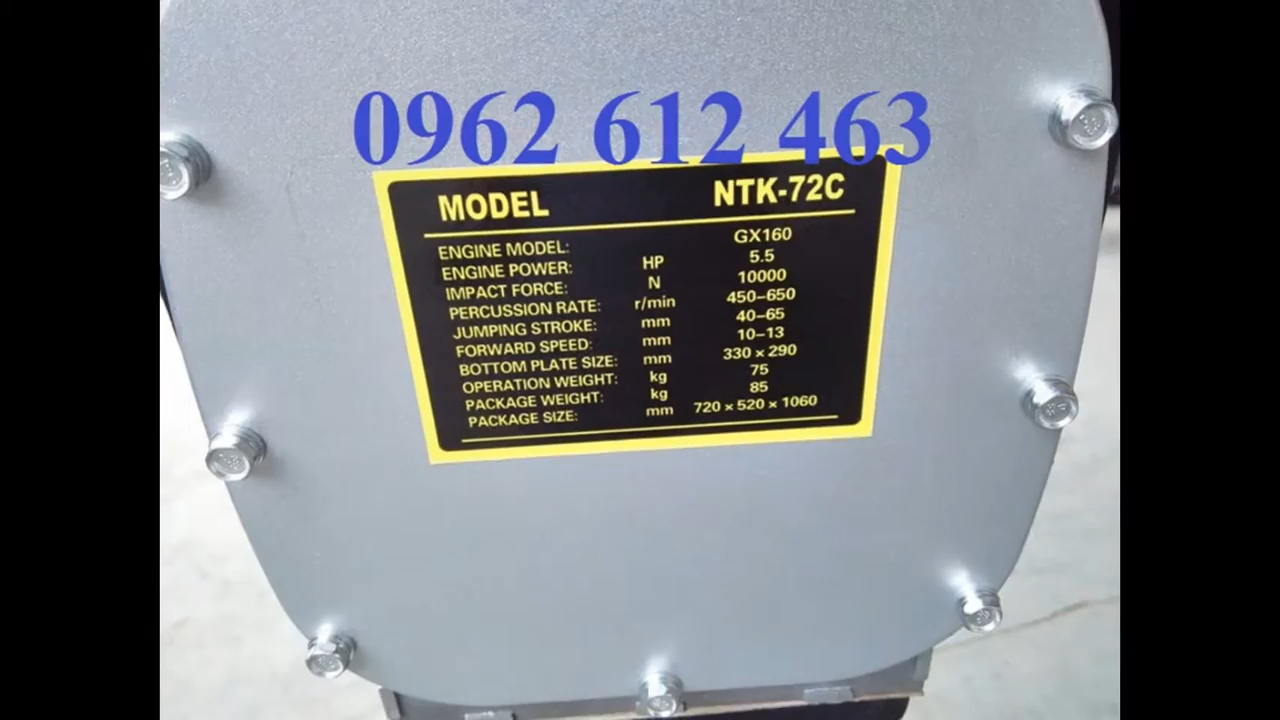 0962 612 463
MODEL NTK-72C
ENGINE MODEL: GX160
ENGINE POWER: HP 5.5
IMPACT FORCE: N 10000
PERCUSSION RATE: r/min 450-650
JUMPING STROKE: mm 40-65
FORWARD SPEED: mm 10-13
BOTTOM PLATE SIZE: mm 330 × 290
OPERATION WEIGHT: kg 75
PACKAGE WEIGHT: kg 85
PACKAGE SIZE: mm 720 × 520 × 1060